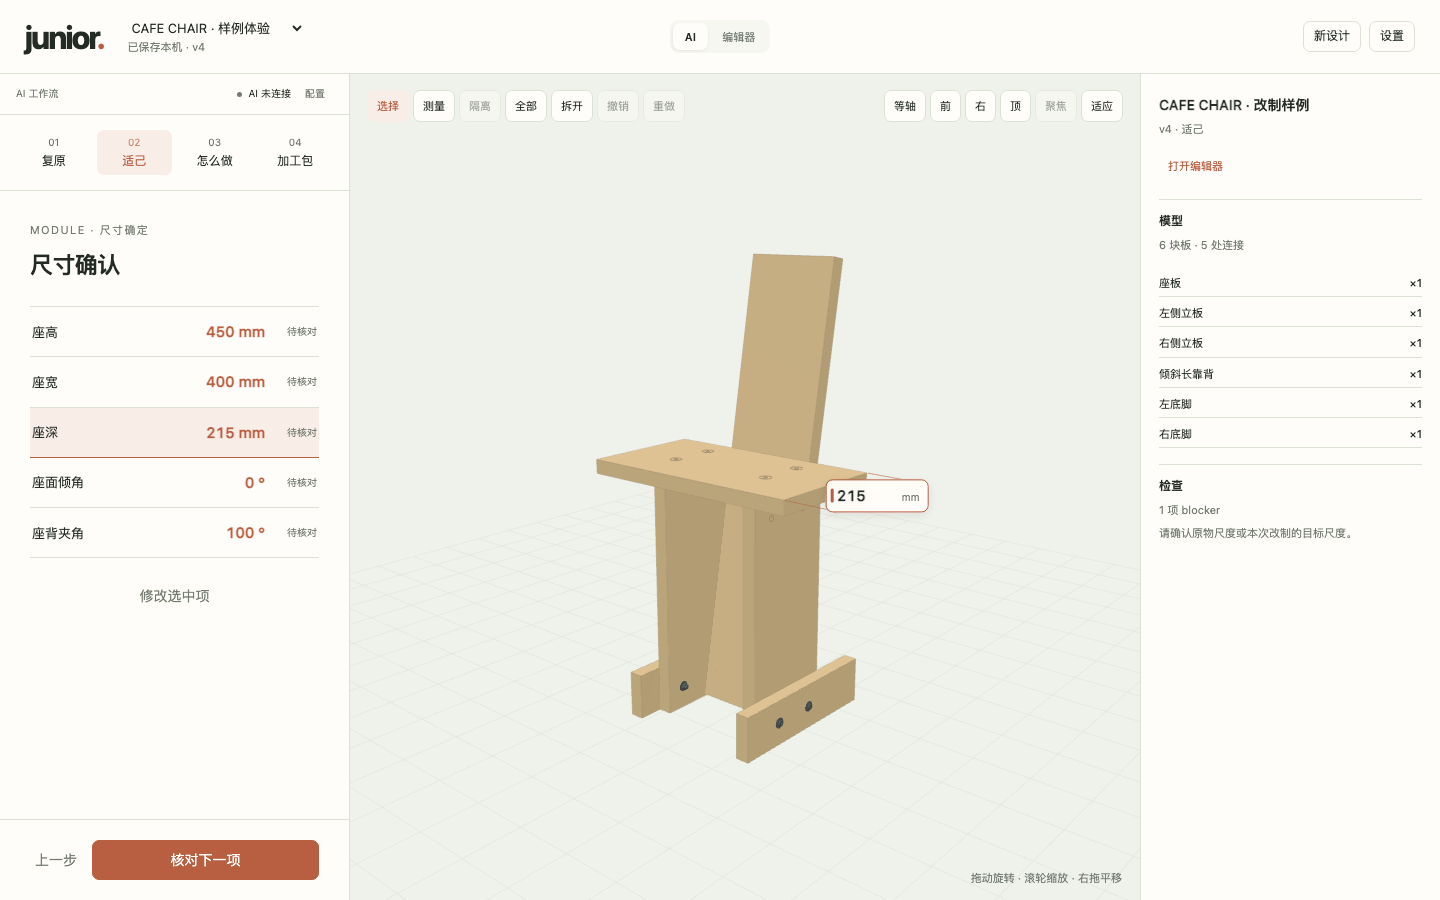 junior.
CAFE CHAIR · 样例体验
已保存本机 · v4
AI
编辑器
新设计
设置
AI 工作流
AI 未连接
配置
01
复原
02
适己
03
怎么做
04
加工包
MODULE · 尺寸确定
尺寸确认
座高 450 mm 待核对
座宽 400 mm 待核对
座深 215 mm 待核对
座面倾角 0 ° 待核对
座背夹角 100 ° 待核对
修改选中项
上一步
核对下一项
选择
测量
隔离
全部
拆开
撤销
重做
等轴
前
右
顶
聚焦
适应
215 mm
拖动旋转 · 滚轮缩放 · 右拖平移
CAFE CHAIR · 改制样例
v4 · 适己
打开编辑器
模型
6 块板 · 5 处连接
座板 ×1
左侧立板 ×1
右侧立板 ×1
倾斜长靠背 ×1
左底脚 ×1
右底脚 ×1
检查
1 项 blocker
请确认原物尺度或本次改制的目标尺度。